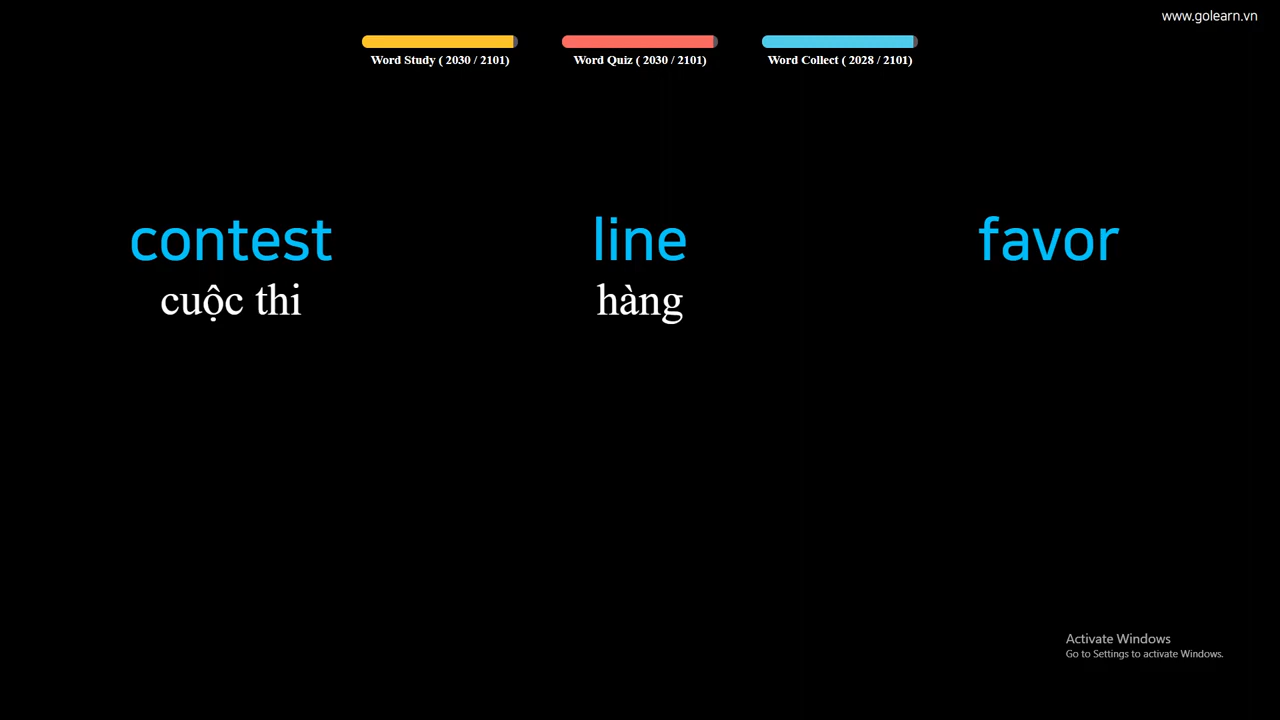 www.golearn.vn
Word Study ( 2030 / 2101)
Word Quiz ( 2030 / 2101)
Word Collect ( 2028 / 2101)
contest
line
favor
cuộc thi
hàng
Activate Windows
Go to Settings to activate Windows.